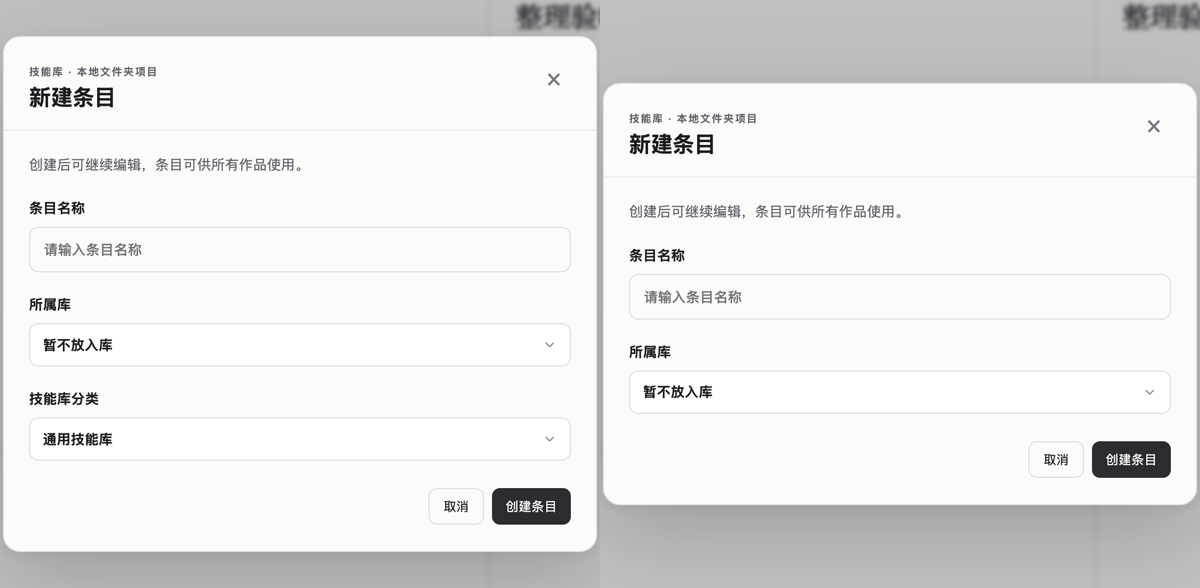 整理验
技能库 · 本地文件夹项目
新建条目
创建后可继续编辑，条目可供所有作品使用。
条目名称
请输入条目名称
所属库
暂不放入库
技能库分类
通用技能库
取消
创建条目
整理验
技能库 · 本地文件夹项目
新建条目
创建后可继续编辑，条目可供所有作品使用。
条目名称
请输入条目名称
所属库
暂不放入库
取消
创建条目